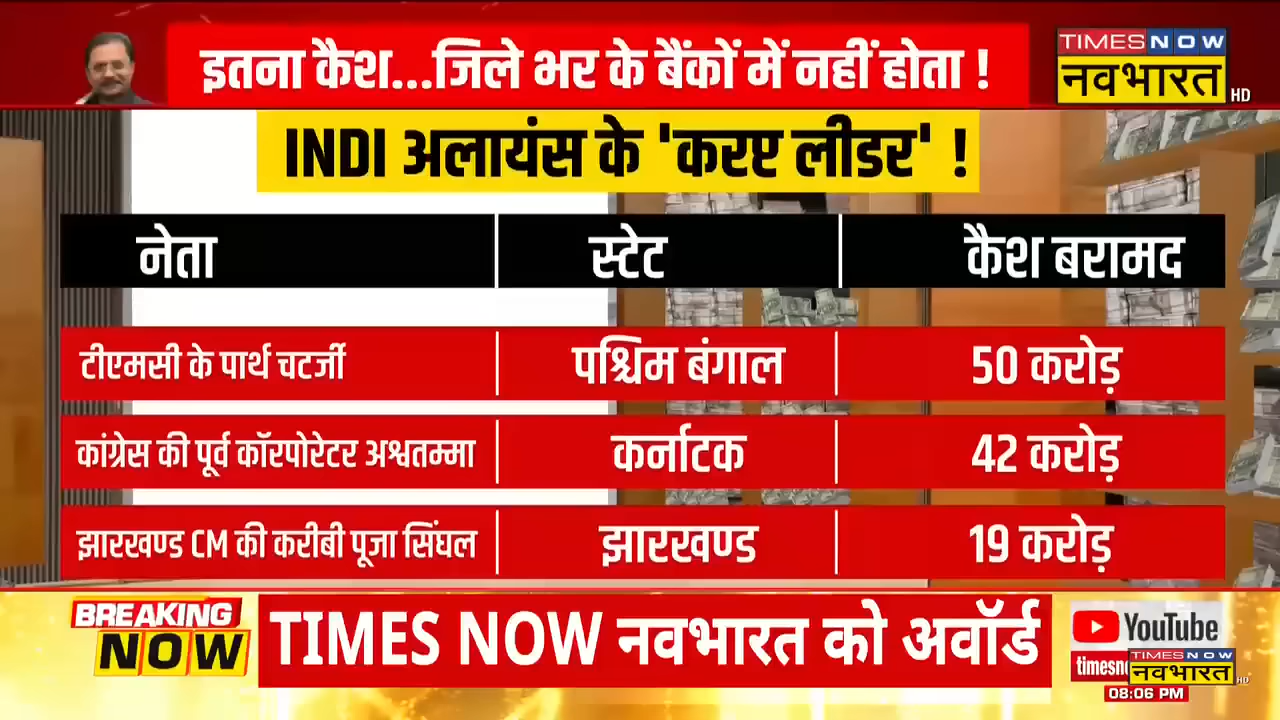 इतना कैश...जिले भर के बैंकों में नहीं होता !
TIMES NOW
नवभारत
HD
INDI अलायंस के 'करप्ट लीडर' !
नेता स्टेट कैश बरामद
टीएमसी के पार्थ चटर्जी पश्चिम बंगाल 50 करोड़
कांग्रेस की पूर्व कॉरपोरेटर अश्वतम्मा कर्नाटक 42 करोड़
झारखण्ड CM की करीबी पूजा सिंघल झारखण्ड 19 करोड़
BREAKING
NOW
TIMES NOW नवभारत को अवॉर्ड
YouTube
timesn
TIMES NOW
नवभारत
HD
08:06 PM